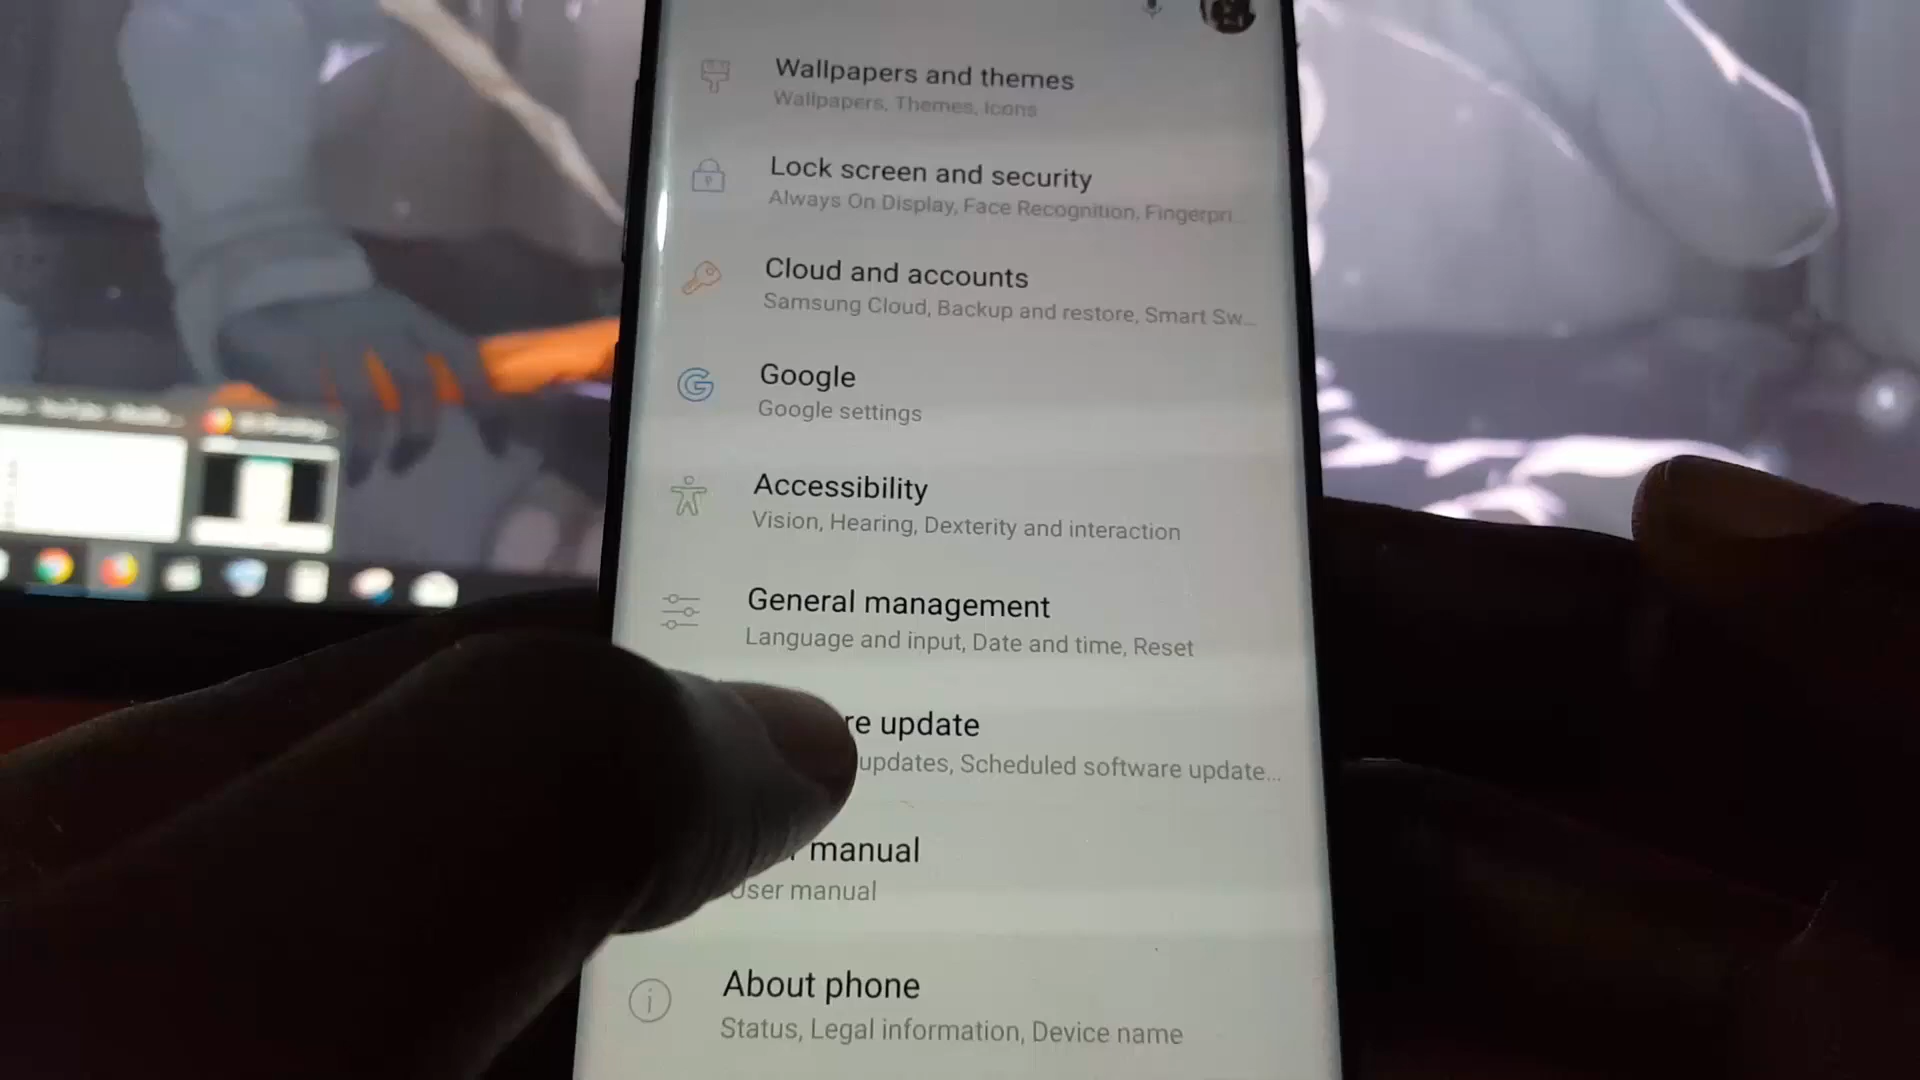 Wallpapers and themes
Wallpapers, Themes, Icons
Lock screen and security
Always On Display, Face Recognition, Fingerpri...
Cloud and accounts
Samsung Cloud, Backup and restore, Smart Sw...
Google
Google settings
Accessibility
Vision, Hearing, Dexterity and interaction
General management
Language and input, Date and time, Reset
re update
updates, Scheduled software update...
manual
User manual
About phone
Status, Legal information, Device name